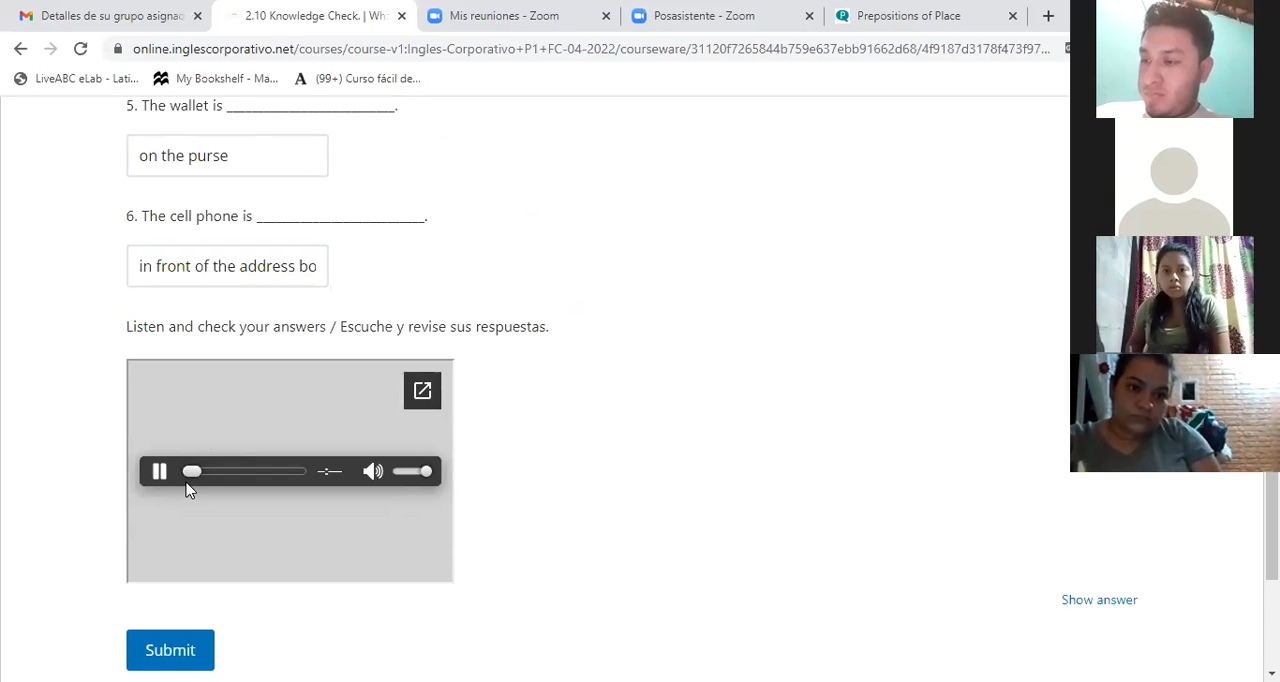 Detalles de su grupo asignac
2.10 Knowledge Check. | Wh
Mis reuniones - Zoom
Posasistente - Zoom
Prepositions of Place
online.inglescorporativo.net/courses/course-v1:Ingles-Corporativo+P1+FC-04-2022/courseware/31120f7265844b759e637ebb91662d68/4f9187d3178f473f97...
LiveABC eLab - Lati...
My Bookshelf - Ma...
(99+) Curso fácil de...
5. The wallet is ________________________.
on the purse
6. The cell phone is ________________________.
in front of the address bo
Listen and check your answers / Escuche y revise sus respuestas.
-:--
Show answer
Submit